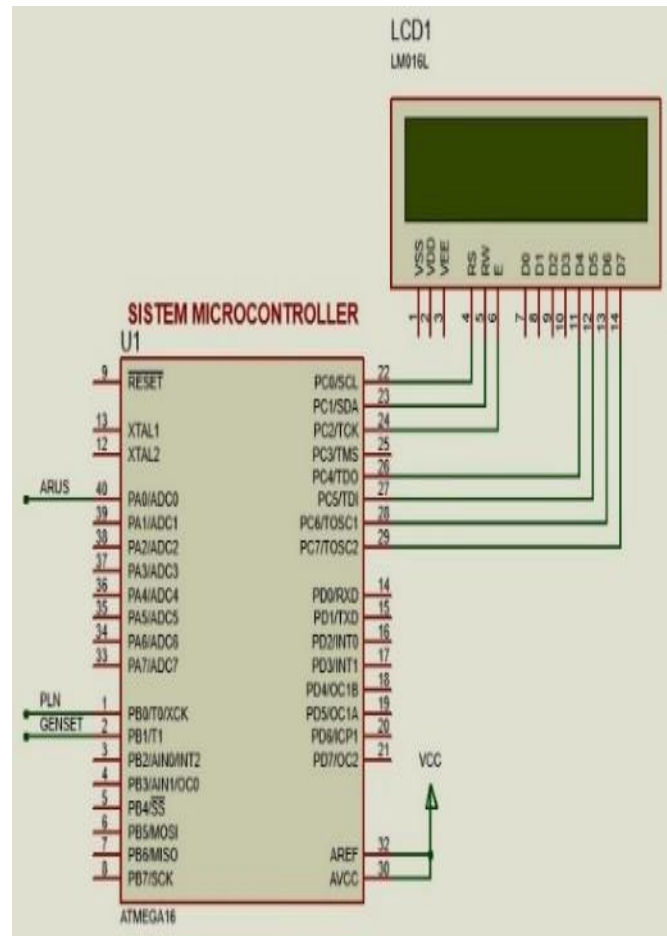 LCD1
LM016L
VSS
VDD
VEE
RS
RW
E
D0
D1
D2
D3
D4
D5
D6
D7
1
2
3
4
5
6
7
8
9
10
11
12
13
14
SISTEM MICROCONTROLLER
U1
9 RESET
13 XTAL1
12 XTAL2
ARUS 40 PA0/ADC0
39 PA1/ADC1
38 PA2/ADC2
37 PA3/ADC3
36 PA4/ADC4
35 PA5/ADC5
34 PA6/ADC6
33 PA7/ADC7
PLN 1 PB0/T0/XCK
GENSET 2 PB1/T1
3 PB2/AIN0/INT2
4 PB3/AIN1/OC0
5 PB4/SS
6 PB5/MOSI
7 PB6/MISO
8 PB7/SCK
PC0/SCL 22
PC1/SDA 23
PC2/TCK 24
PC3/TMS 25
PC4/TDO 26
PC5/TDI 27
PC6/TOSC1 28
PC7/TOSC2 29
PD0/RXD 14
PD1/TXD 15
PD2/INT0 16
PD3/INT1 17
PD4/OC1B 18
PD5/OC1A 19
PD6/ICP1 20
PD7/OC2 21
VCC
AREF 32
AVCC 30
ATMEGA16